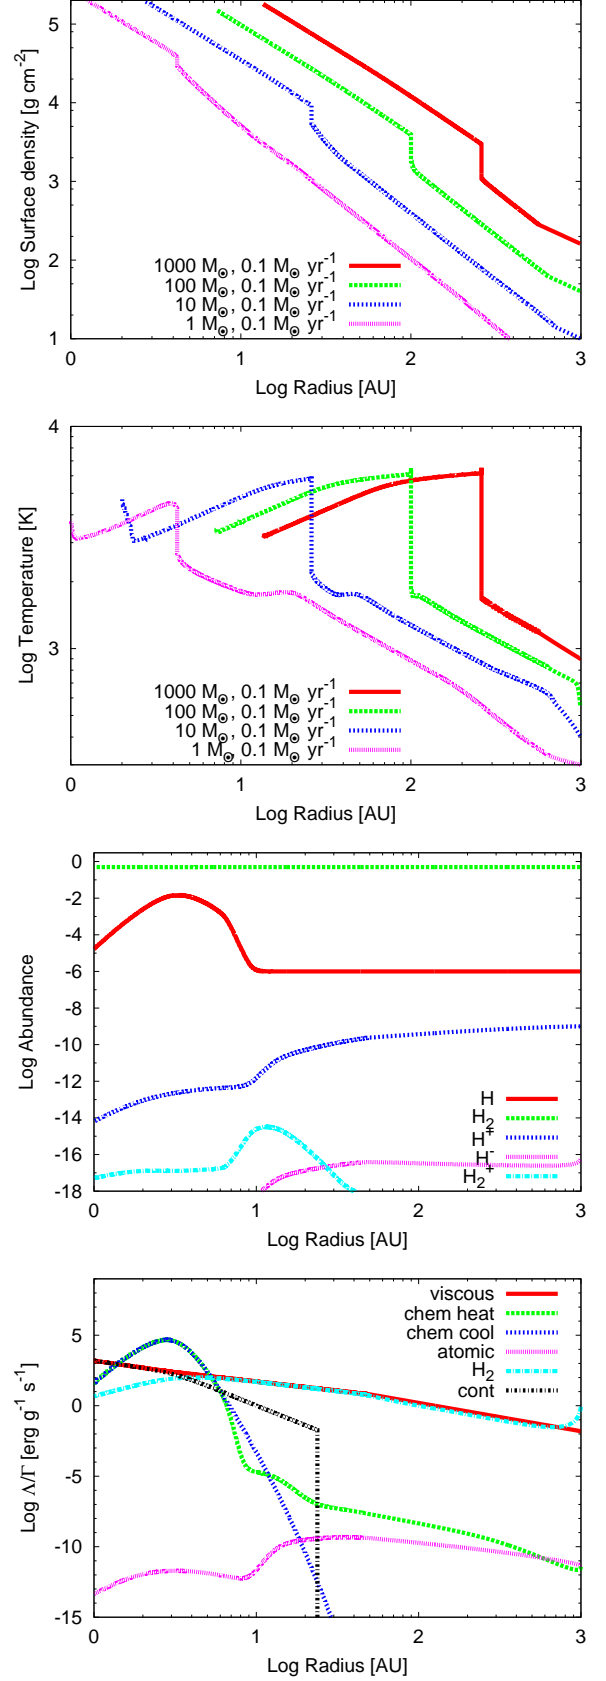 5
4
3
2
1
Log Surface density [g cm⁻²]
1000 M☉, 0.1 M☉ yr⁻¹
100 M☉, 0.1 M☉ yr⁻¹
10 M☉, 0.1 M☉ yr⁻¹
1 M☉, 0.1 M☉ yr⁻¹
0 1 2 3
Log Radius [AU]
4
3
Log Temperature [K]
1000 M☉, 0.1 M☉ yr⁻¹
100 M☉, 0.1 M☉ yr⁻¹
10 M☉, 0.1 M☉ yr⁻¹
1 M☉, 0.1 M☉ yr⁻¹
0 1 2 3
Log Radius [AU]
0
-2
-4
-6
-8
-10
-12
-14
-16
-18
Log Abundance
H
H₂
H⁺
H⁻
H₂⁺
0 1 2 3
Log Radius [AU]
5
0
-5
-10
-15
Log Λ/Γ [erg g⁻¹ s⁻¹]
viscous
chem heat
chem cool
atomic
H₂
cont
0 1 2 3
Log Radius [AU]